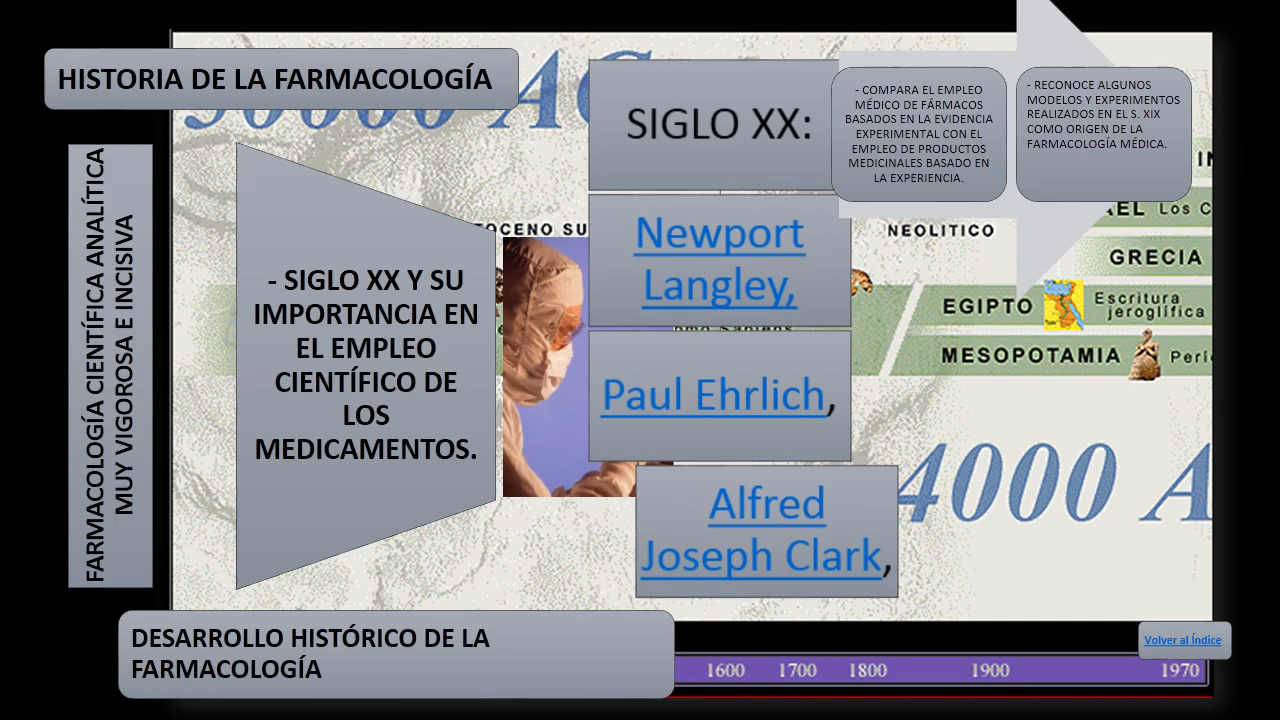 HISTORIA DE LA FARMACOLOGÍA
FARMACOLOGÍA CIENTÍFICA ANALÍTICA
MUY VIGOROSA E INCISIVA
- SIGLO XX Y SU
IMPORTANCIA EN
EL EMPLEO
CIENTÍFICO DE
LOS
MEDICAMENTOS.
SIGLO XX:
Newport
Langley,
Paul Ehrlich,
Alfred
Joseph Clark,
- COMPARA EL EMPLEO
MÉDICO DE FÁRMACOS
BASADOS EN LA EVIDENCIA
EXPERIMENTAL CON EL
EMPLEO DE PRODUCTOS
MEDICINALES BASADO EN
LA EXPERIENCIA.
- RECONOCE ALGUNOS
MODELOS Y EXPERIMENTOS
REALIZADOS EN EL S. XIX
COMO ORIGEN DE LA
FARMACOLOGÍA MÉDICA.
NEOLITICO
Los C
GRECIA
EGIPTO
Escritura
jeroglífica
MESOPOTAMIA
4000 A
DESARROLLO HISTÓRICO DE LA
FARMACOLOGÍA
Volver al Índice
1600 1700 1800 1900 1970